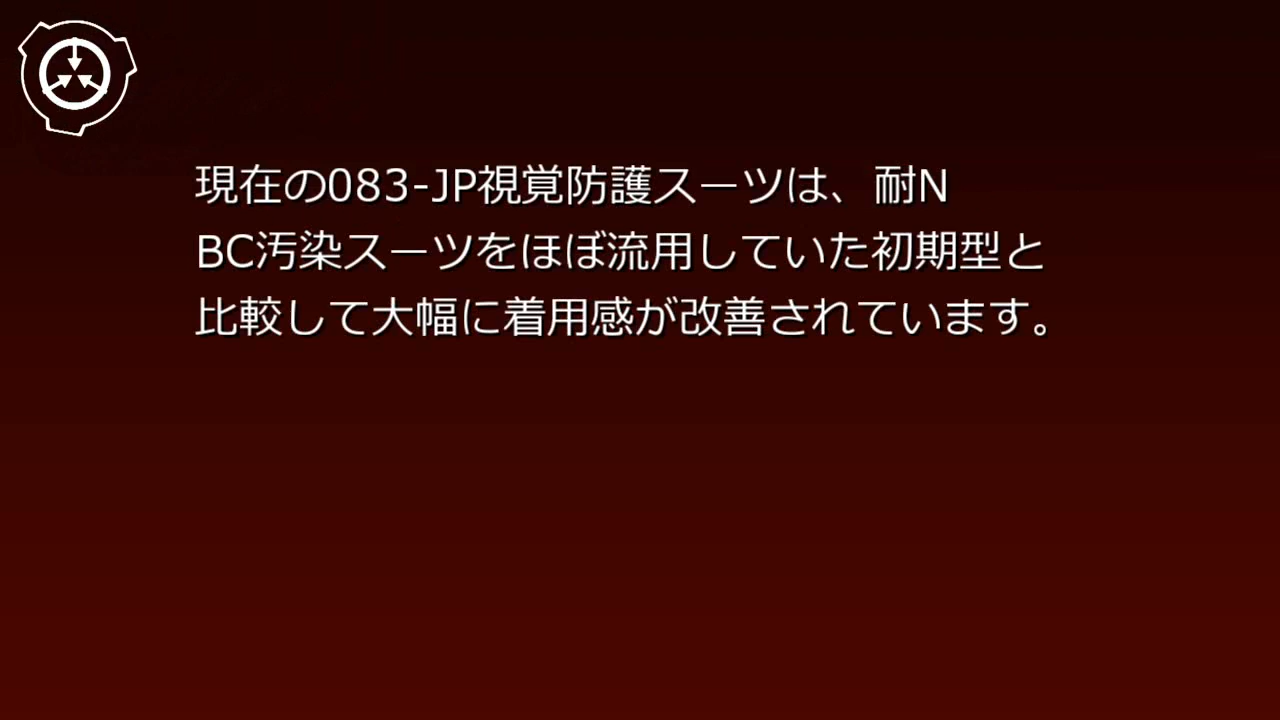 現在の083-JP視覚防護スーツは、耐N
BC汚染スーツをほぼ流用していた初期型と
比較して大幅に着用感が改善されています。